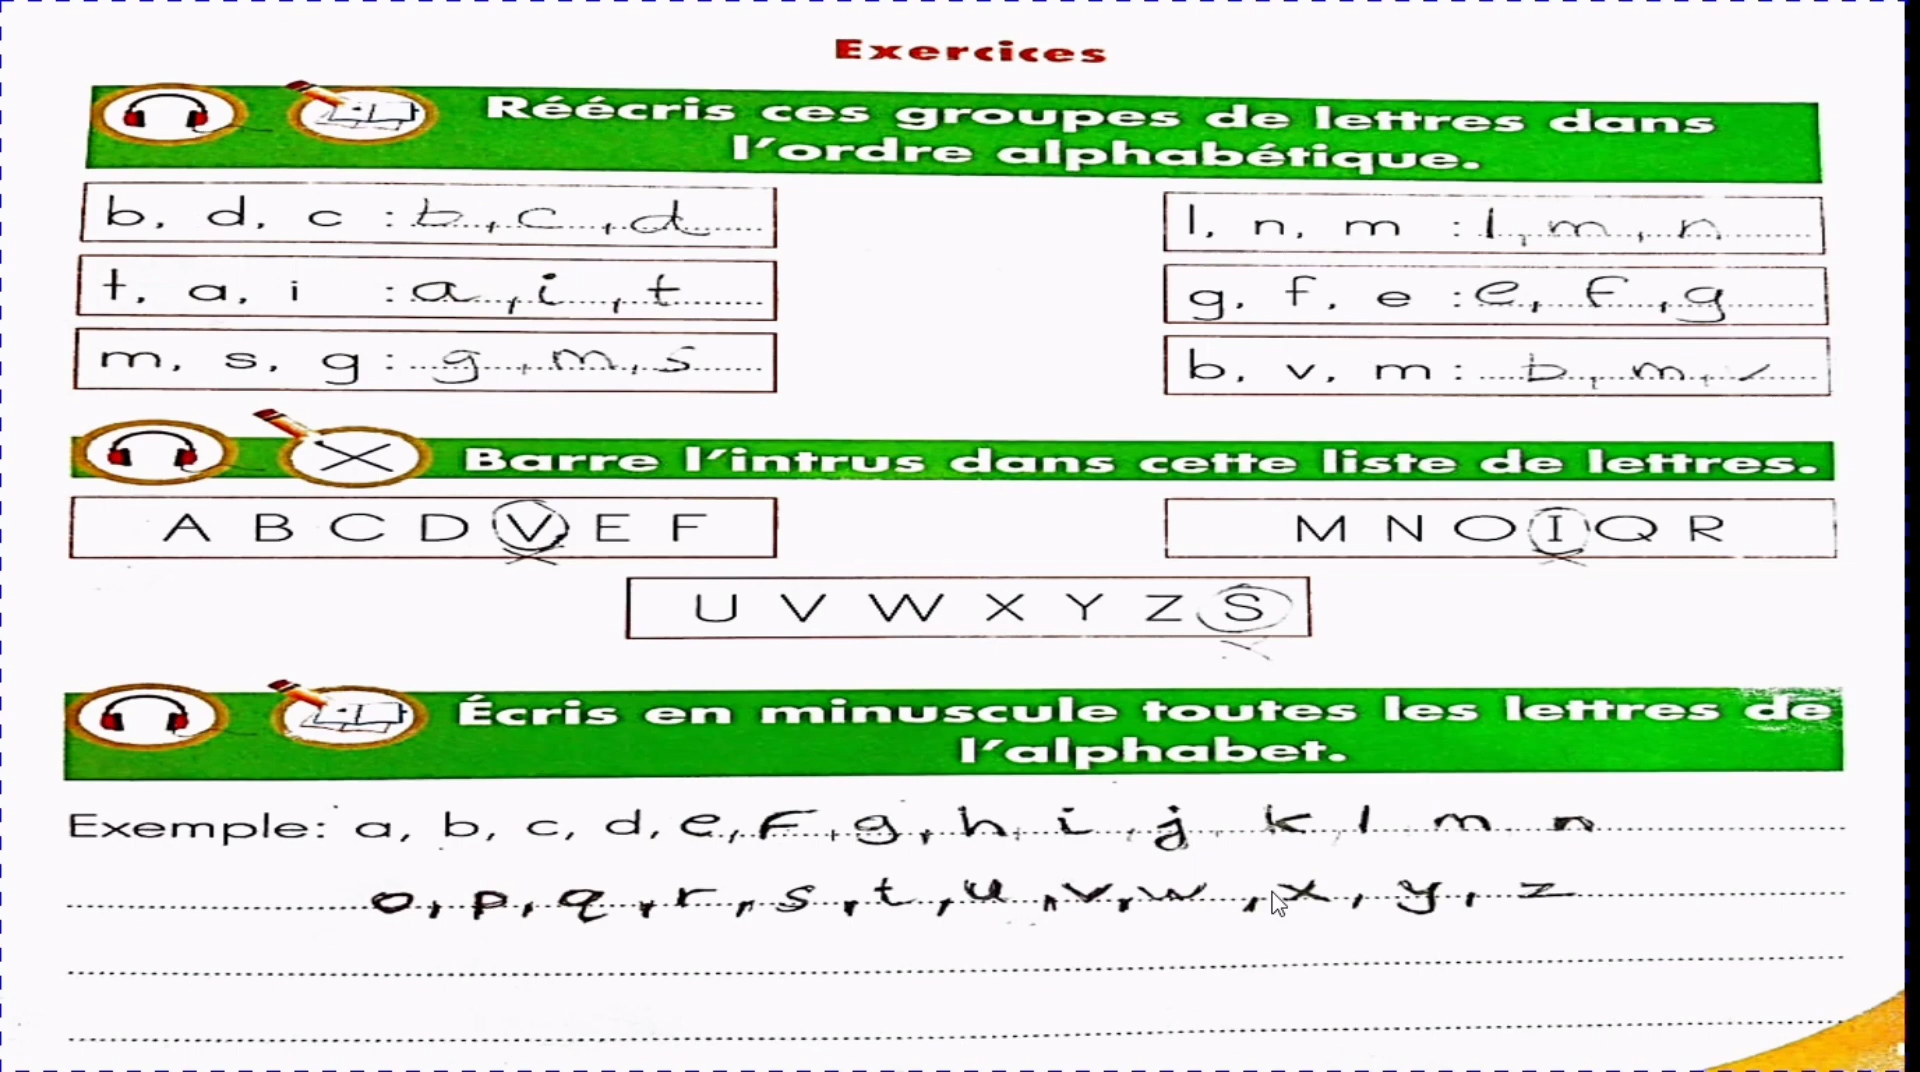 Exercices
Réécris ces groupes de lettres dans
l'ordre alphabétique.
b, d, c : b, c, d
l, n, m : l, m, n
t, a, i : a, i, t
g, f, e : e, f, g
m, s, g : g, m, s
b, v, m : b, m, v
Barre l'intrus dans cette liste de lettres.
A B C D V E F
M N O I Q R
U V W X Y Z S
Écris en minuscule toutes les lettres de
l'alphabet.
Exemple: a, b, c, d, e, f, g, h, i, j, k, l m n
o, p, q, r, s, t, u, v, w, x, y, z